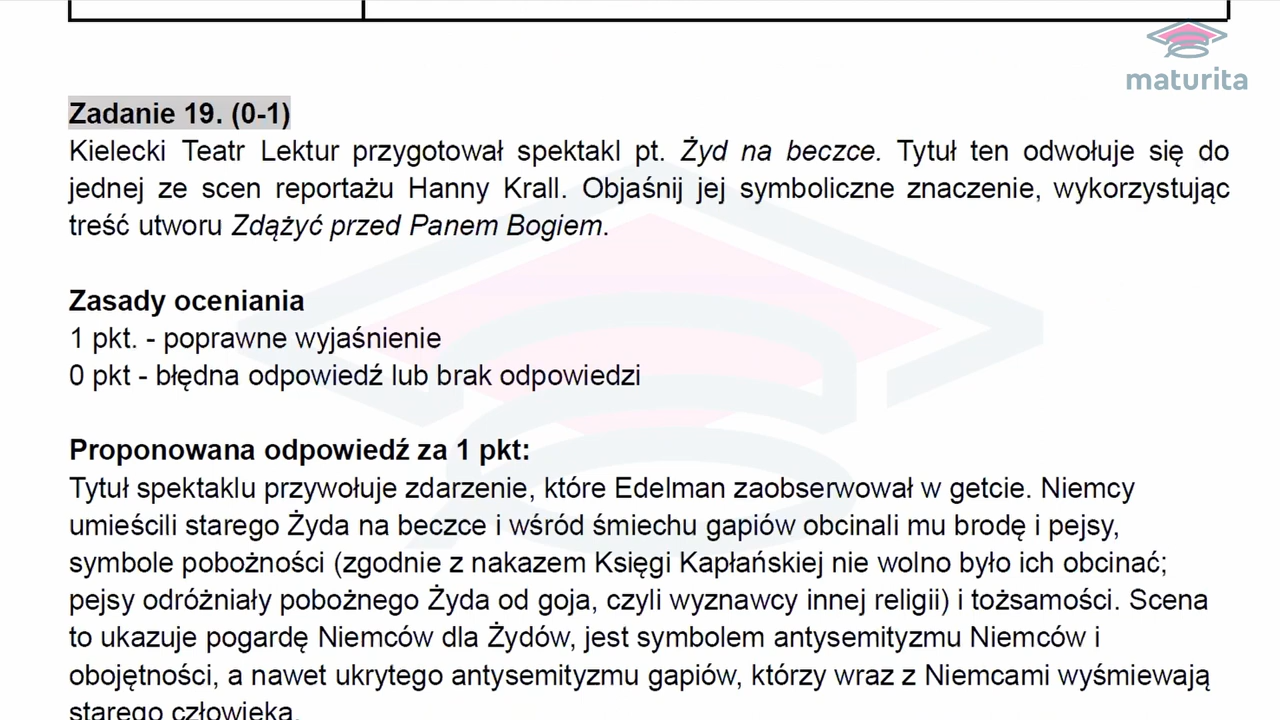 maturita
Zadanie 19. (0-1)
Kielecki Teatr Lektur przygotował spektakl pt. Żyd na beczce. Tytuł ten odwołuje się do
jednej ze scen reportażu Hanny Krall. Objaśnij jej symboliczne znaczenie, wykorzystując
treść utworu Zdążyć przed Panem Bogiem.
Zasady oceniania
1 pkt. - poprawne wyjaśnienie
0 pkt - błędna odpowiedź lub brak odpowiedzi
Proponowana odpowiedź za 1 pkt:
Tytuł spektaklu przywołuje zdarzenie, które Edelman zaobserwował w getcie. Niemcy
umieścili starego Żyda na beczce i wśród śmiechu gapiów obcinali mu brodę i pejsy,
symbole pobożności (zgodnie z nakazem Księgi Kapłańskiej nie wolno było ich obcinać;
pejsy odróżniały pobożnego Żyda od goja, czyli wyznawcy innej religii) i tożsamości. Scena
to ukazuje pogardę Niemców dla Żydów, jest symbolem antysemityzmu Niemców i
obojętności, a nawet ukrytego antysemityzmu gapiów, którzy wraz z Niemcami wyśmiewają
starego człowieka.